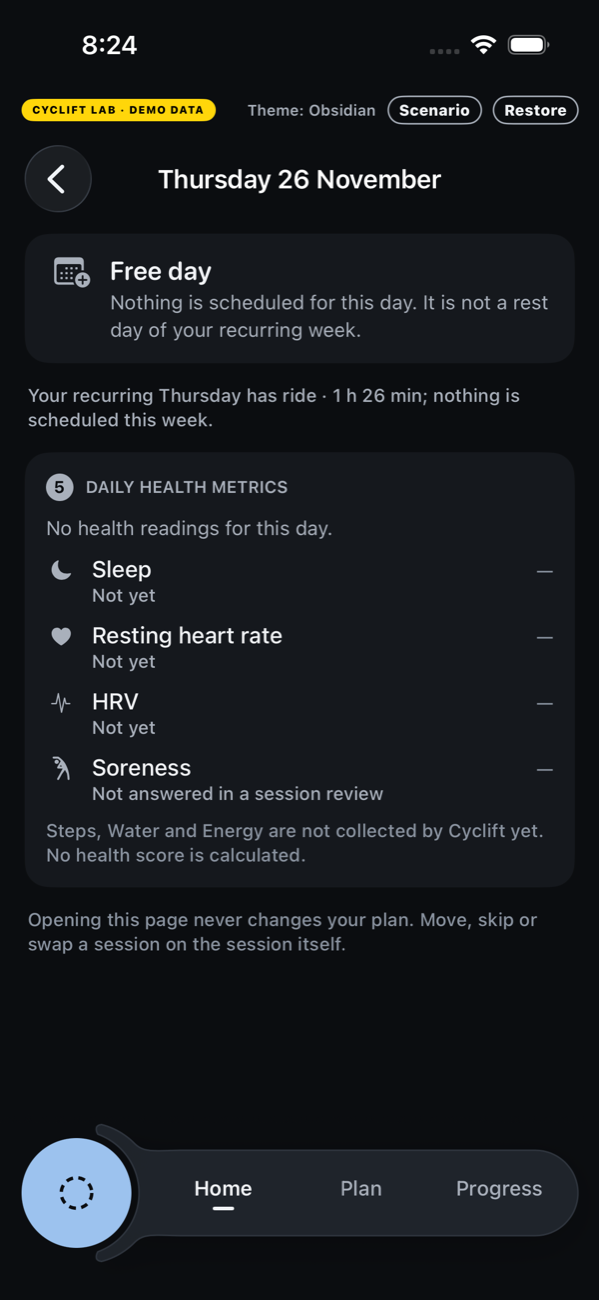 8:24
CYCLIFT LAB · DEMO DATA
Theme: Obsidian
Scenario
Restore
Thursday 26 November
Free day
Nothing is scheduled for this day. It is not a rest
day of your recurring week.
Your recurring Thursday has ride · 1 h 26 min; nothing is
scheduled this week.
5 DAILY HEALTH METRICS
No health readings for this day.
Sleep —
Not yet
Resting heart rate —
Not yet
HRV —
Not yet
Soreness —
Not answered in a session review
Steps, Water and Energy are not collected by Cyclift yet.
No health score is calculated.
Opening this page never changes your plan. Move, skip or
swap a session on the session itself.
Home
Plan
Progress